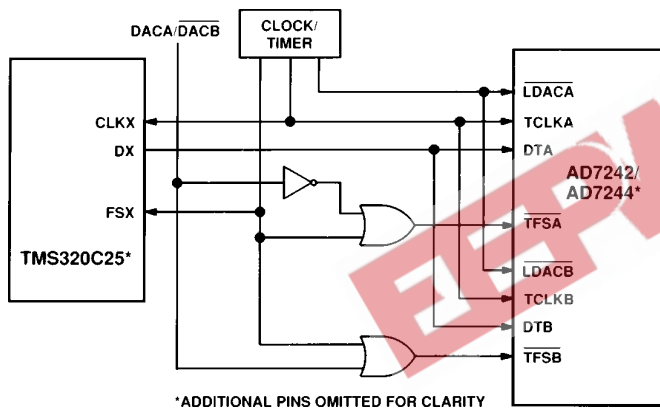 DACA/DACB
CLOCK/
TIMER
CLKX
DX
FSX
TMS320C25*
LDACA
TCLKA
DTA
AD7242/
AD7244*
TFSA
LDACB
TCLKB
DTB
TFSB
*ADDITIONAL PINS OMITTED FOR CLARITY